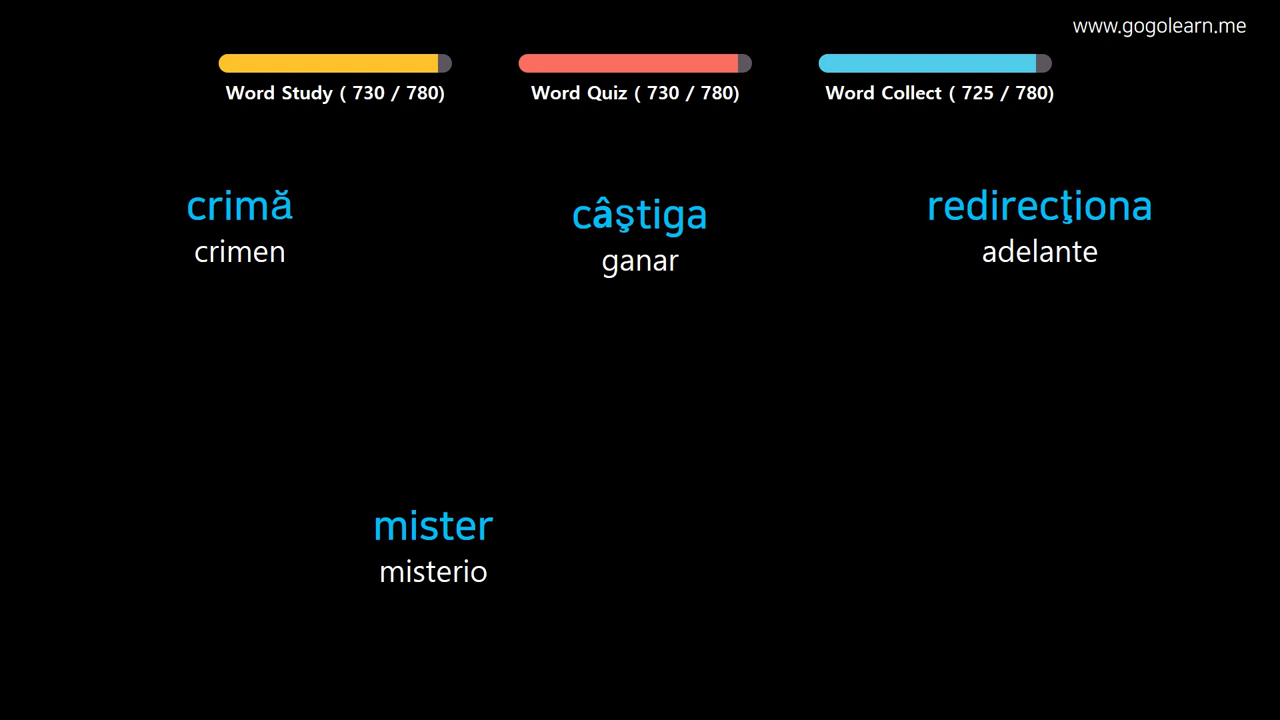 www.gogolearn.me
Word Study ( 730 / 780)
Word Quiz ( 730 / 780)
Word Collect ( 725 / 780)
crimă
crimen
câştiga
ganar
redirecţiona
adelante
mister
misterio